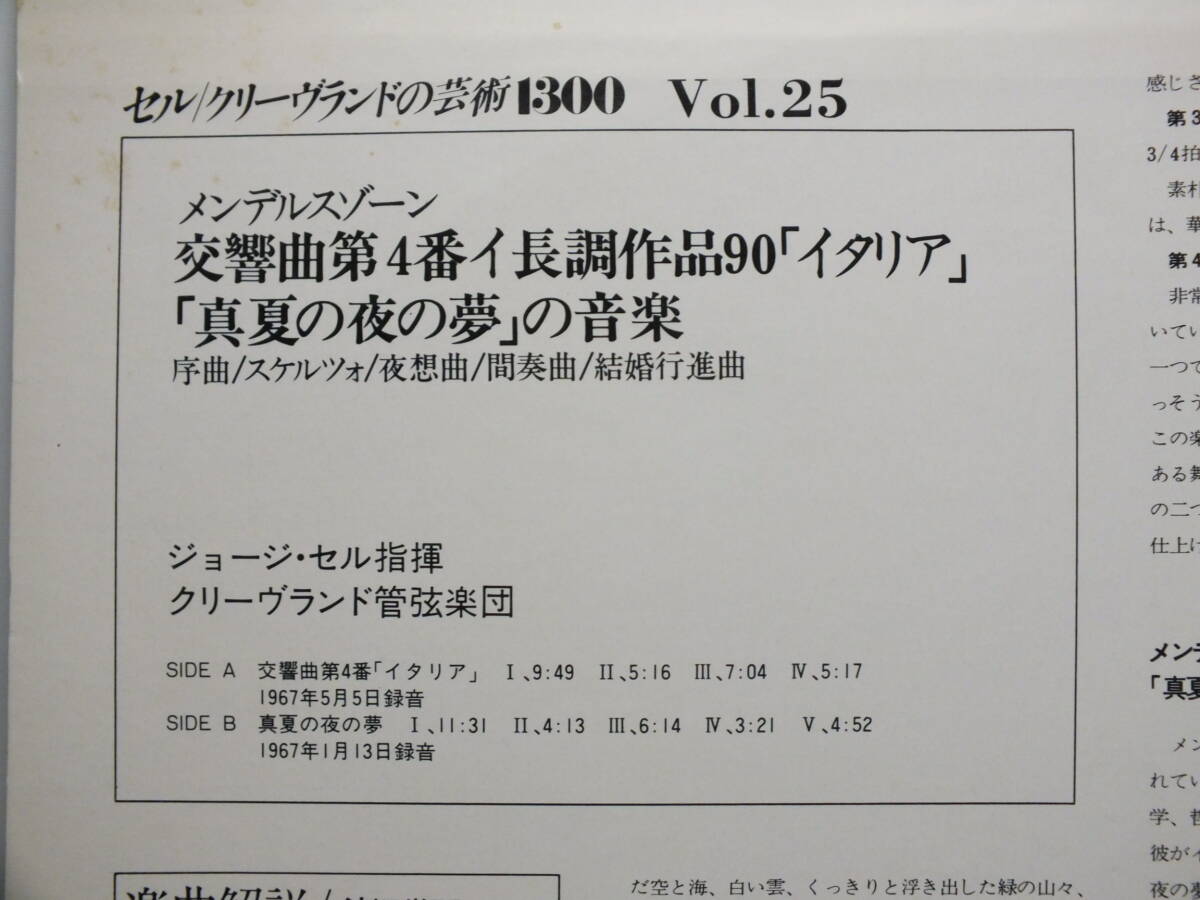 セル/クリーヴランドの芸術1300 Vol.25
メンデルスゾーン
交響曲第4番イ長調作品90「イタリア」
「真夏の夜の夢」の音楽
序曲/スケルツォ/夜想曲/間奏曲/結婚行進曲
ジョージ・セル指揮
クリーヴランド管弦楽団
SIDE A 交響曲第4番「イタリア」 Ⅰ、9:49 Ⅱ、5:16 Ⅲ、7:04 Ⅳ、5:17
1967年5月5日録音
SIDE B 真夏の夜の夢 Ⅰ、11:31 Ⅱ、4:13 Ⅲ、6:14 Ⅳ、3:21 Ⅴ、4:52
1967年1月13日録音
楽曲解説/
だ空と海、白い雲、くっきりと浮き出した緑の山々、
感じさ
第3
3/4拍
素朴
は、華
第4
非常
いてい
一つで
っそう
この楽
ある舞
の二つ
仕上げ
メンデ
「真夏
メン
れてい
学、哲
彼がイ
夜の夢